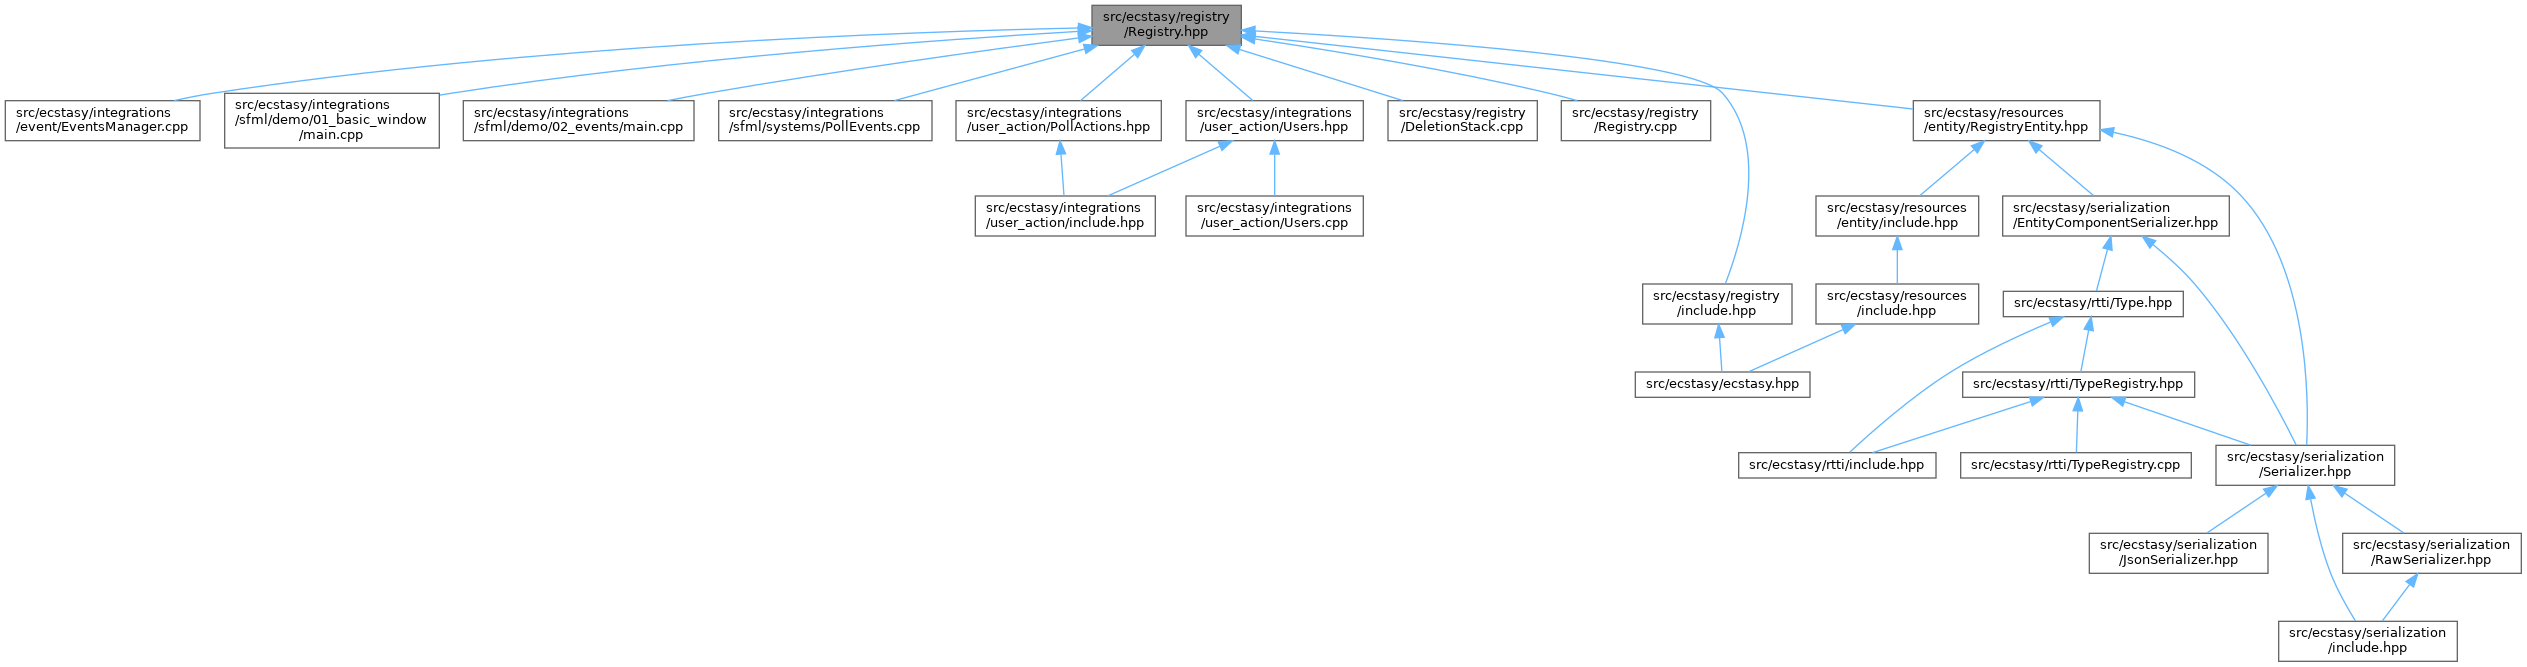 src/ecstasy/registry
/Registry.hpp
src/ecstasy/integrations
/event/EventsManager.cpp
src/ecstasy/integrations
/sfml/demo/01_basic_window
/main.cpp
src/ecstasy/integrations
/sfml/demo/02_events/main.cpp
src/ecstasy/integrations
/sfml/systems/PollEvents.cpp
src/ecstasy/integrations
/user_action/PollActions.hpp
src/ecstasy/integrations
/user_action/Users.hpp
src/ecstasy/registry
/DeletionStack.cpp
src/ecstasy/registry
/Registry.cpp
src/ecstasy/resources
/entity/RegistryEntity.hpp
src/ecstasy/integrations
/user_action/include.hpp
src/ecstasy/integrations
/user_action/Users.cpp
src/ecstasy/resources
/entity/include.hpp
src/ecstasy/serialization
/EntityComponentSerializer.hpp
src/ecstasy/registry
/include.hpp
src/ecstasy/resources
/include.hpp
src/ecstasy/rtti/Type.hpp
src/ecstasy/ecstasy.hpp
src/ecstasy/rtti/TypeRegistry.hpp
src/ecstasy/rtti/include.hpp
src/ecstasy/rtti/TypeRegistry.cpp
src/ecstasy/serialization
/Serializer.hpp
src/ecstasy/serialization
/JsonSerializer.hpp
src/ecstasy/serialization
/RawSerializer.hpp
src/ecstasy/serialization
/include.hpp